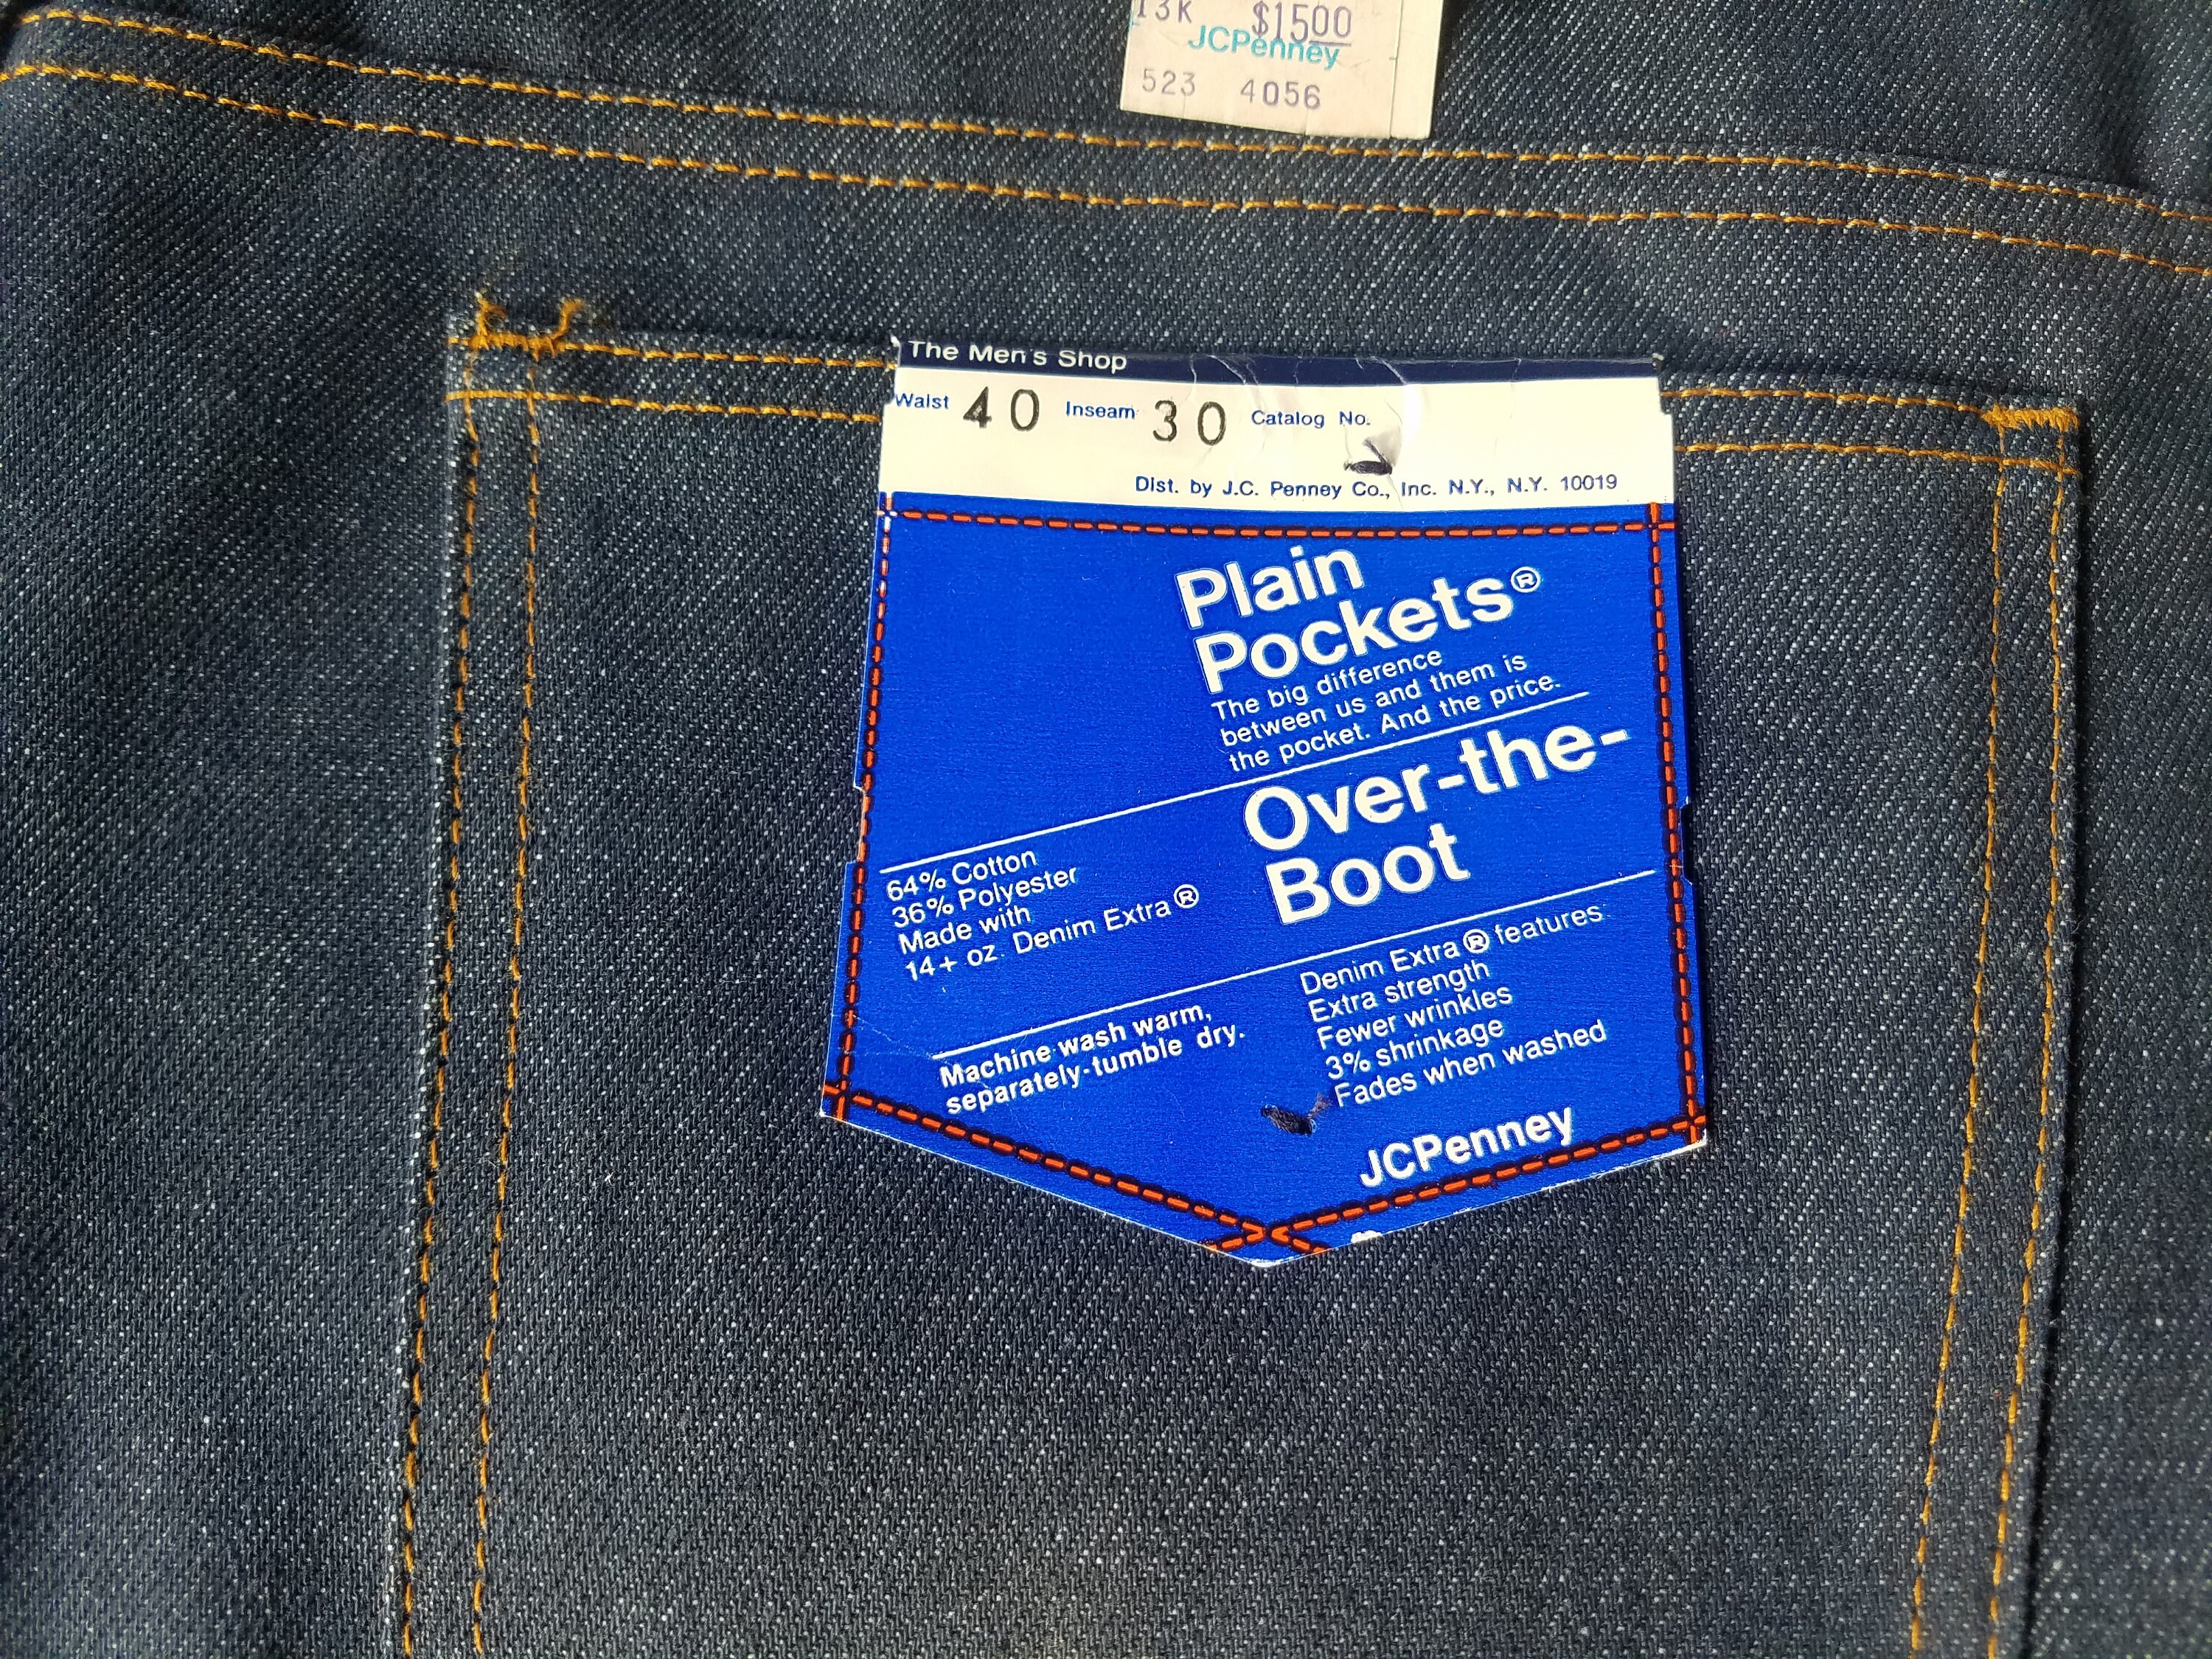 13K $1500
JCPenney
523 4056
The Men's Shop
Waist 40 Inseam 30 Catalog No.
Dist. by J.C. Penney Co., Inc. N.Y., N.Y. 10019
Plain
Pockets®
The big difference
between us and them is
the pocket. And the price.
Over-the-
Boot
64% Cotton
36% Polyester
Made with
14+ oz. Denim Extra®
Machine wash warm,
separately-tumble dry.
Denim Extra® features:
Extra strength
Fewer wrinkles
3% shrinkage
Fades when washed
JCPenney